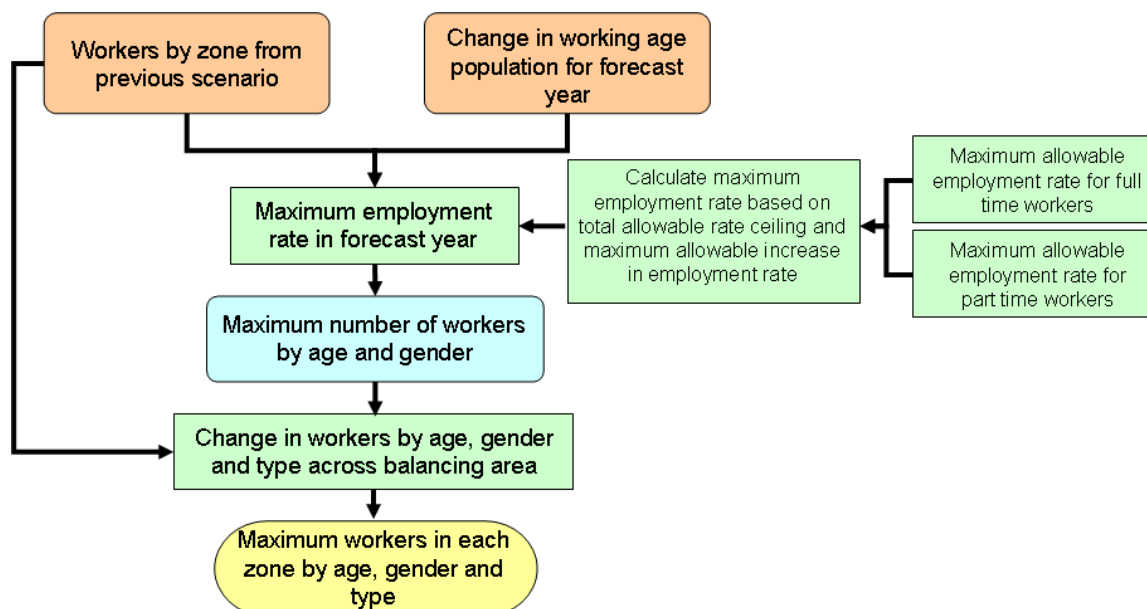 Workers by zone from
previous scenario
Change in working age
population for forecast
year
Maximum employment
rate in forecast year
Calculate maximum
employment rate based on
total allowable rate ceiling and
maximum allowable increase
in employment rate
Maximum allowable
employment rate for full
time workers
Maximum allowable
employment rate for
part time workers
Maximum number of workers
by age and gender
Change in workers by age, gender
and type across balancing area
Maximum workers in each
zone by age, gender and
type